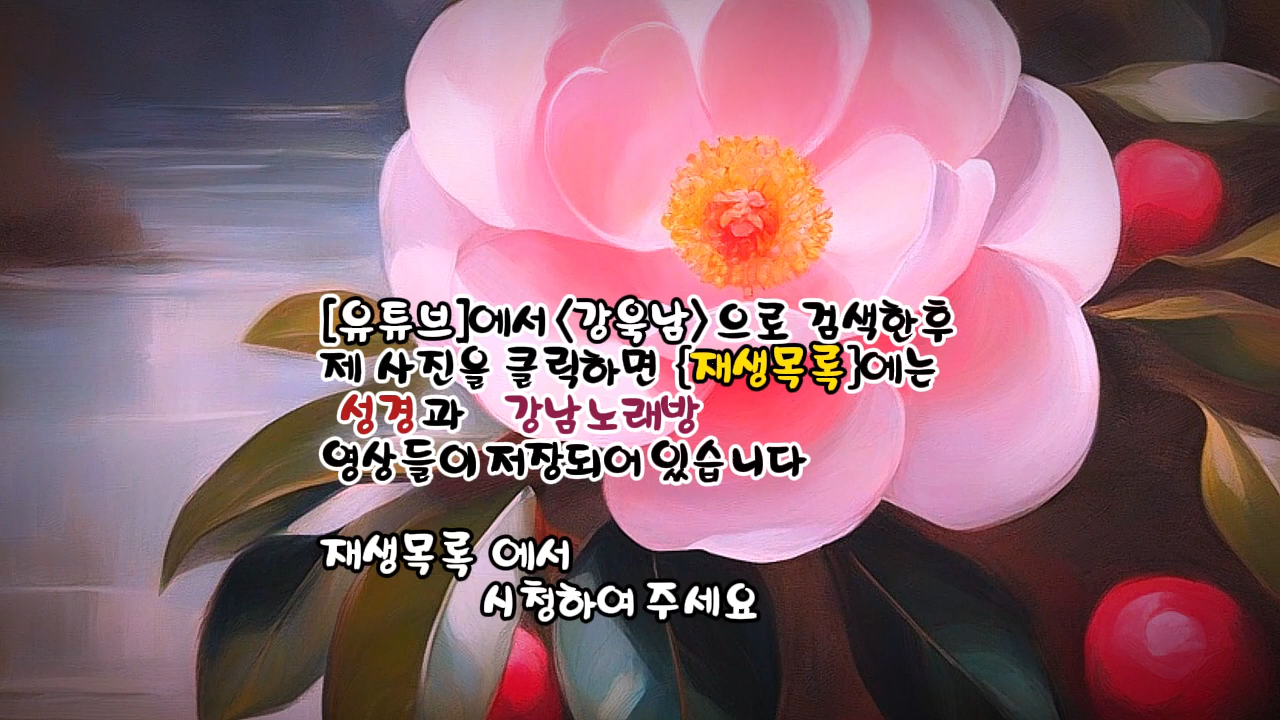 [유튜브]에서 <강욱남> 으로 검색한후
제 사진을 클릭하면 {재생목록}에는
성경과 강남노래방
영상들이 저장되어 있습니다
재생목록 에서
시청하여 주세요